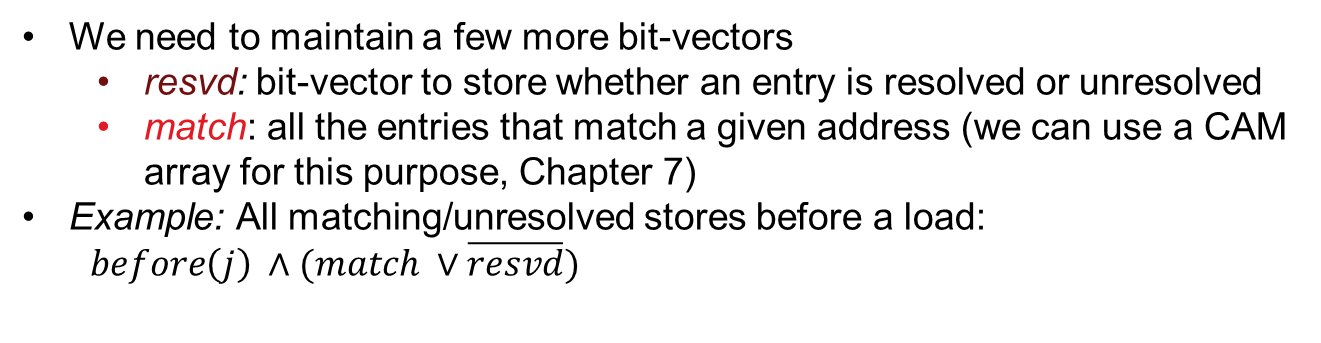 • We need to maintain a few more bit-vectors
• resvd: bit-vector to store whether an entry is resolved or unresolved
• match: all the entries that match a given address (we can use a CAM
array for this purpose, Chapter 7)
• Example: All matching/unresolved stores before a load:
before(j) ∧ (match ∨ \overline{resvd})